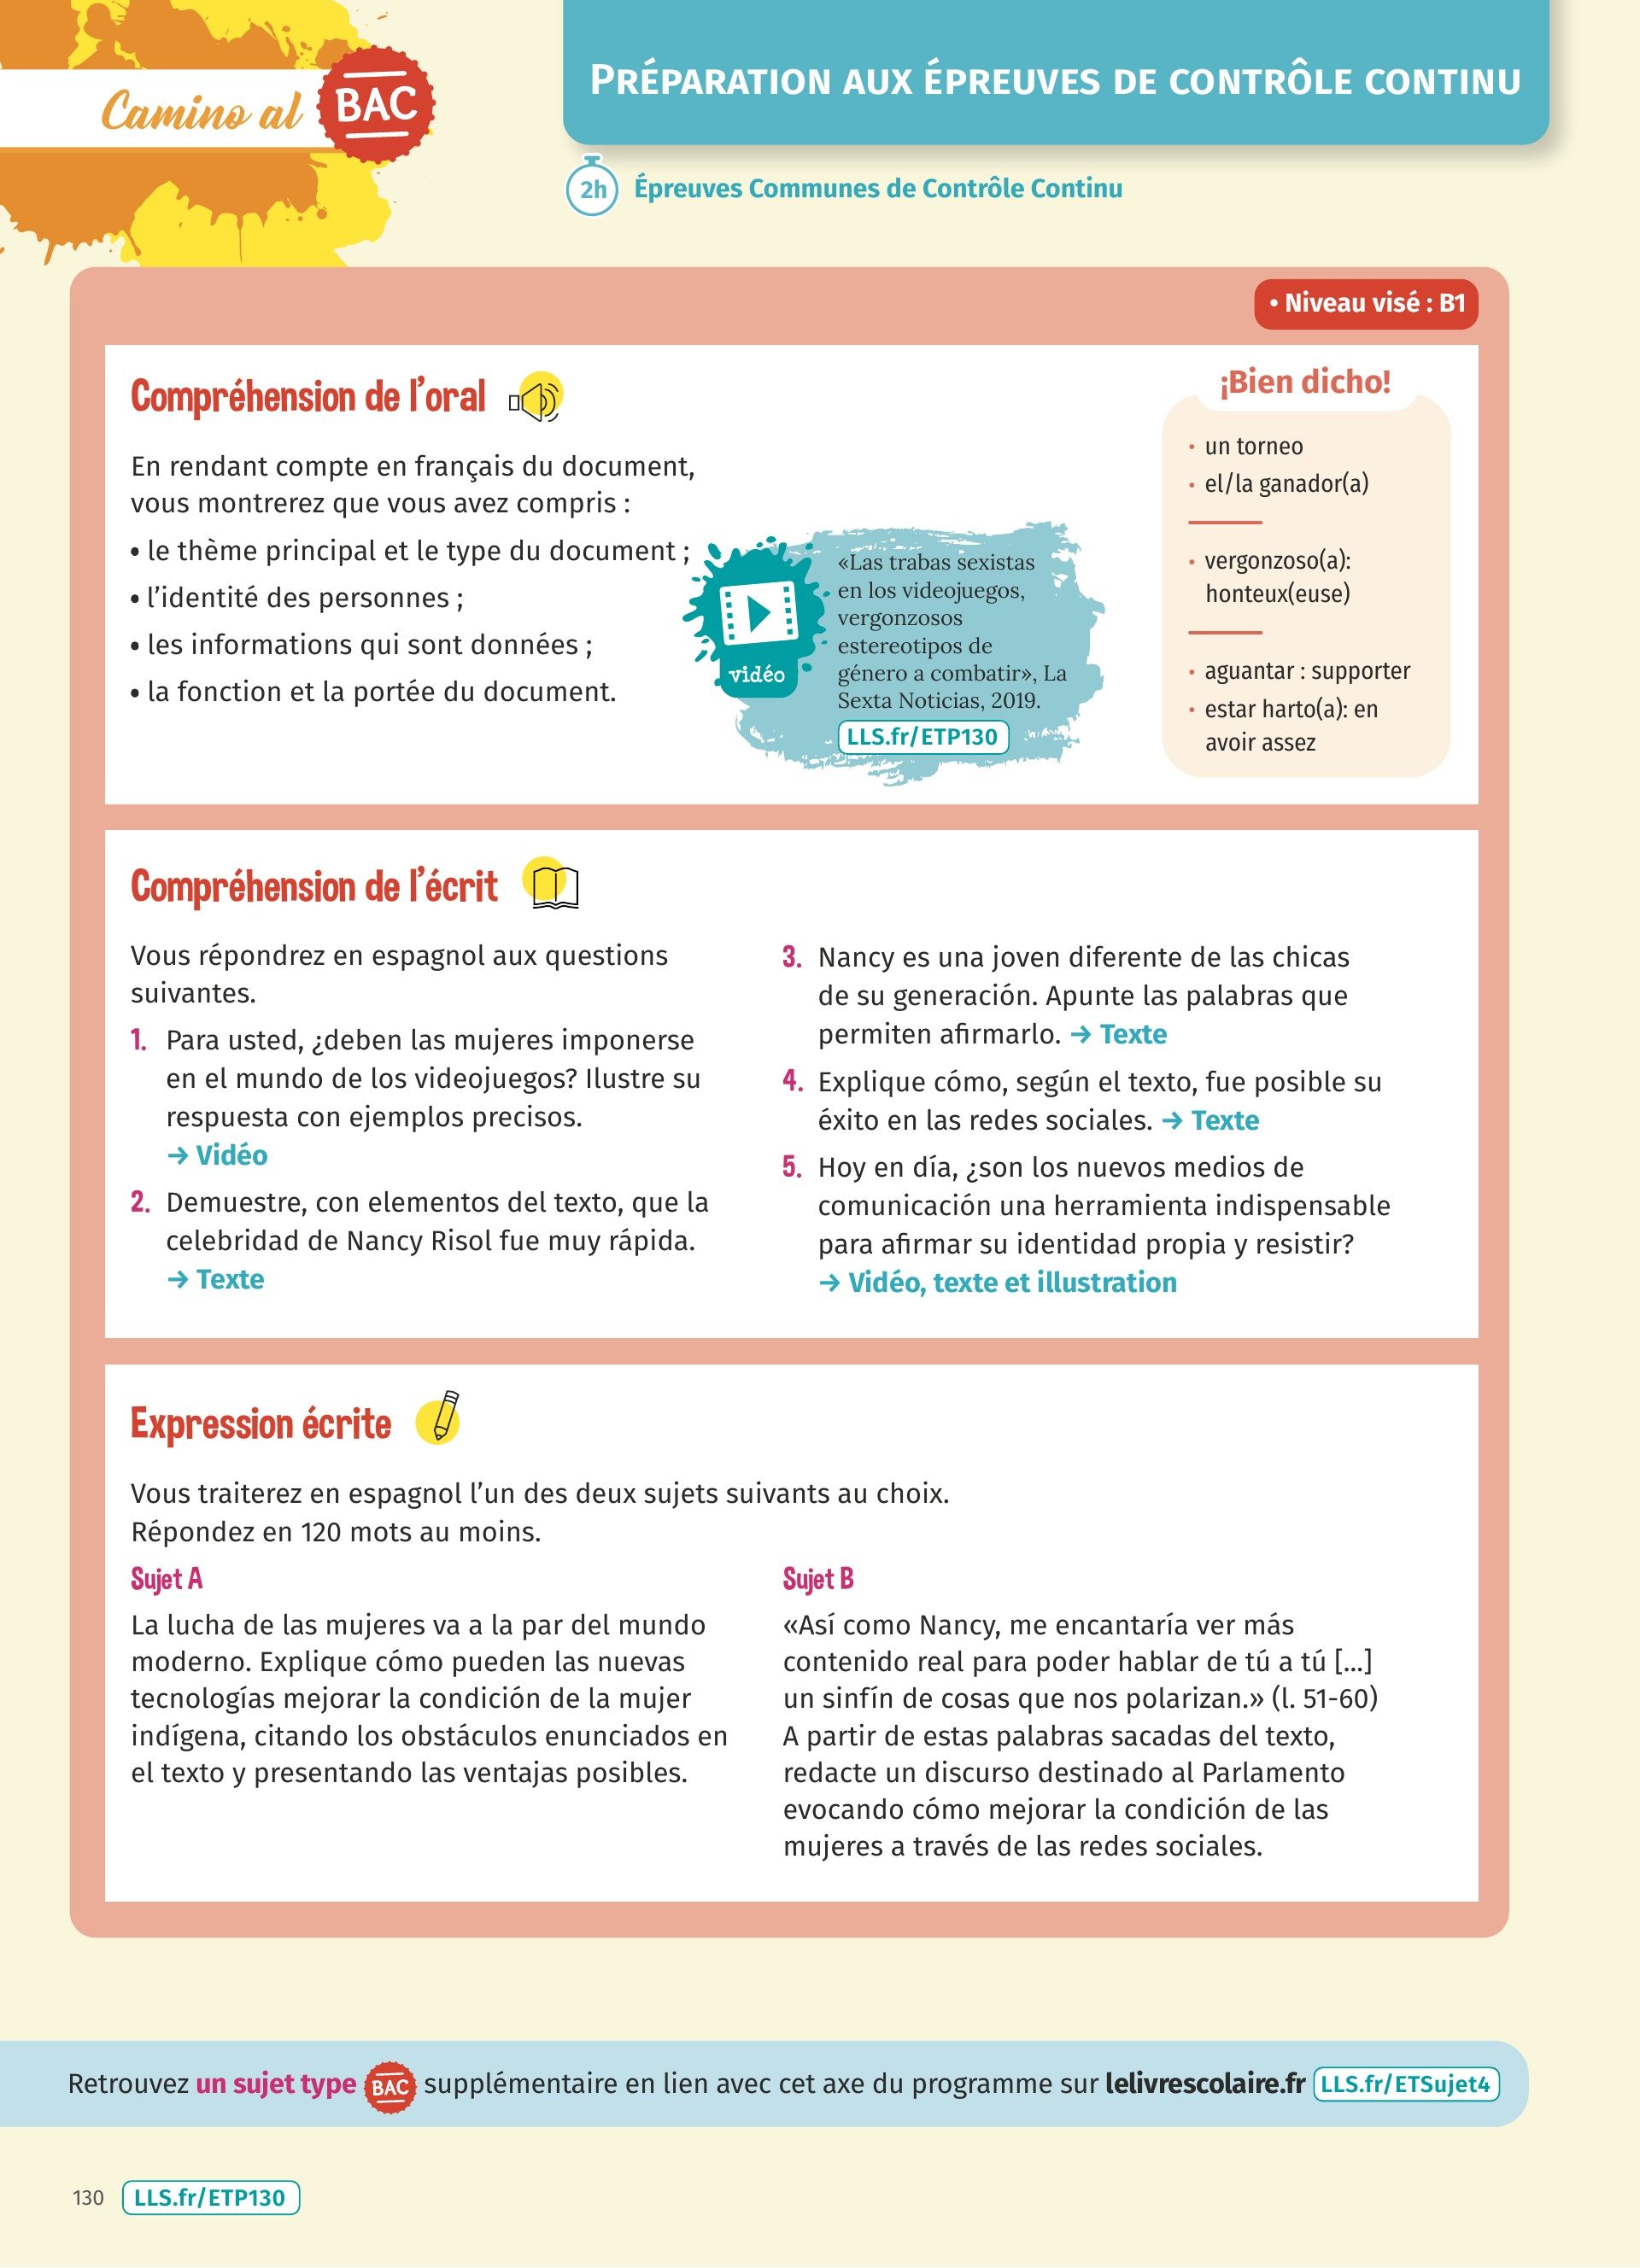 Camino al BAC
PRÉPARATION AUX ÉPREUVES DE CONTRÔLE CONTINU
2h Épreuves Communes de Contrôle Continu
• Niveau visé : B1
Compréhension de l'oral
En rendant compte en français du document,
vous montrerez que vous avez compris :
• le thème principal et le type du document ;
• l'identité des personnes ;
• les informations qui sont données ;
• la fonction et la portée du document.
vidéo
«Las trabas sexistas
en los videojuegos,
vergonzosos
estereotipos de
género a combatir», La
Sexta Noticias, 2019.
LLS.fr/ETP130
¡Bien dicho!
• un torneo
• el/la ganador(a)
• vergonzoso(a):
honteux(euse)
• aguantar : supporter
• estar harto(a): en
avoir assez
Compréhension de l'écrit
Vous répondrez en espagnol aux questions
suivantes.
1. Para usted, ¿deben las mujeres imponerse
en el mundo de los videojuegos? Ilustre su
respuesta con ejemplos precisos.
→ Vidéo
2. Demuestre, con elementos del texto, que la
celebridad de Nancy Risol fue muy rápida.
→ Texte
3. Nancy es una joven diferente de las chicas
de su generación. Apunte las palabras que
permiten afirmarlo. → Texte
4. Explique cómo, según el texto, fue posible su
éxito en las redes sociales. → Texte
5. Hoy en día, ¿son los nuevos medios de
comunicación una herramienta indispensable
para afirmar su identidad propia y resistir?
→ Vidéo, texte et illustration
Expression écrite
Vous traiterez en espagnol l'un des deux sujets suivants au choix.
Répondez en 120 mots au moins.
Sujet A
La lucha de las mujeres va a la par del mundo
moderno. Explique cómo pueden las nuevas
tecnologías mejorar la condición de la mujer
indígena, citando los obstáculos enunciados en
el texto y presentando las ventajas posibles.
Sujet B
«Así como Nancy, me encantaría ver más
contenido real para poder hablar de tú a tú [...]
un sinfín de cosas que nos polarizan.» (l. 51-60)
A partir de estas palabras sacadas del texto,
redacte un discurso destinado al Parlamento
evocando cómo mejorar la condición de las
mujeres a través de las redes sociales.
Retrouvez un sujet type BAC supplémentaire en lien avec cet axe du programme sur lelivrescolaire.fr LLS.fr/ETSujet4
130 LLS.fr/ETP130